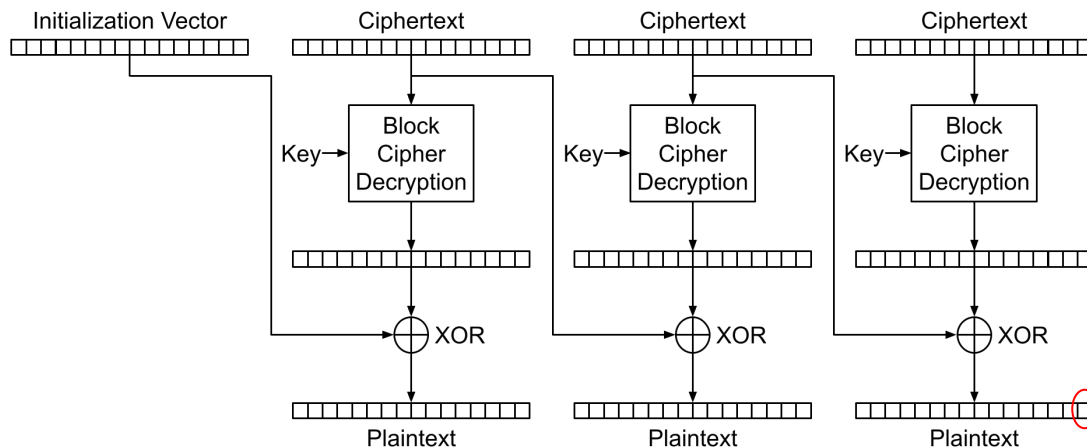 Initialization Vector
Ciphertext
Ciphertext
Ciphertext
Key
Block
Cipher
Decryption
Key
Block
Cipher
Decryption
Key
Block
Cipher
Decryption
XOR
XOR
XOR
Plaintext
Plaintext
Plaintext